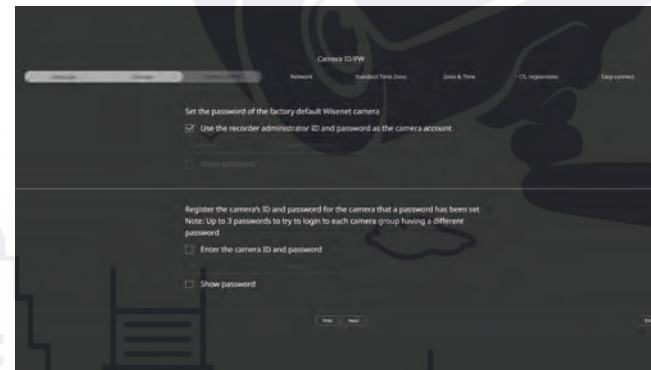 Camera ID/PW
Network Standard Time Zone Date & Time Ch. registration Easy connect
Set the password of the factory default Wisenet camera
Use the recorder administrator ID and password as the camera account
Show password
Register the camera's ID and password for the camera that a password has been set
Note: Up to 3 passwords to try to login to each camera group having a different
password
Enter the camera ID and password
Show password
Prev Next